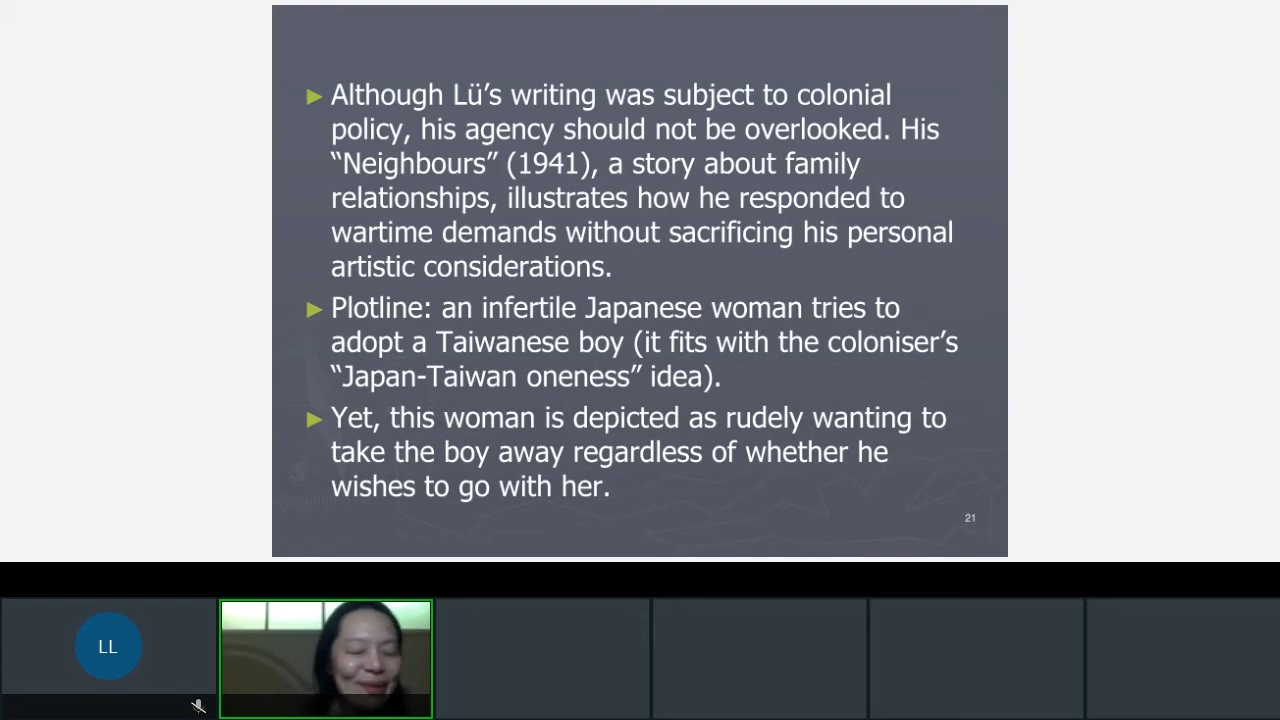 Although Lü’s writing was subject to colonial
policy, his agency should not be overlooked. His
“Neighbours” (1941), a story about family
relationships, illustrates how he responded to
wartime demands without sacrificing his personal
artistic considerations.
Plotline: an infertile Japanese woman tries to
adopt a Taiwanese boy (it fits with the coloniser’s
“Japan-Taiwan oneness” idea).
Yet, this woman is depicted as rudely wanting to
take the boy away regardless of whether he
wishes to go with her.
21
LL